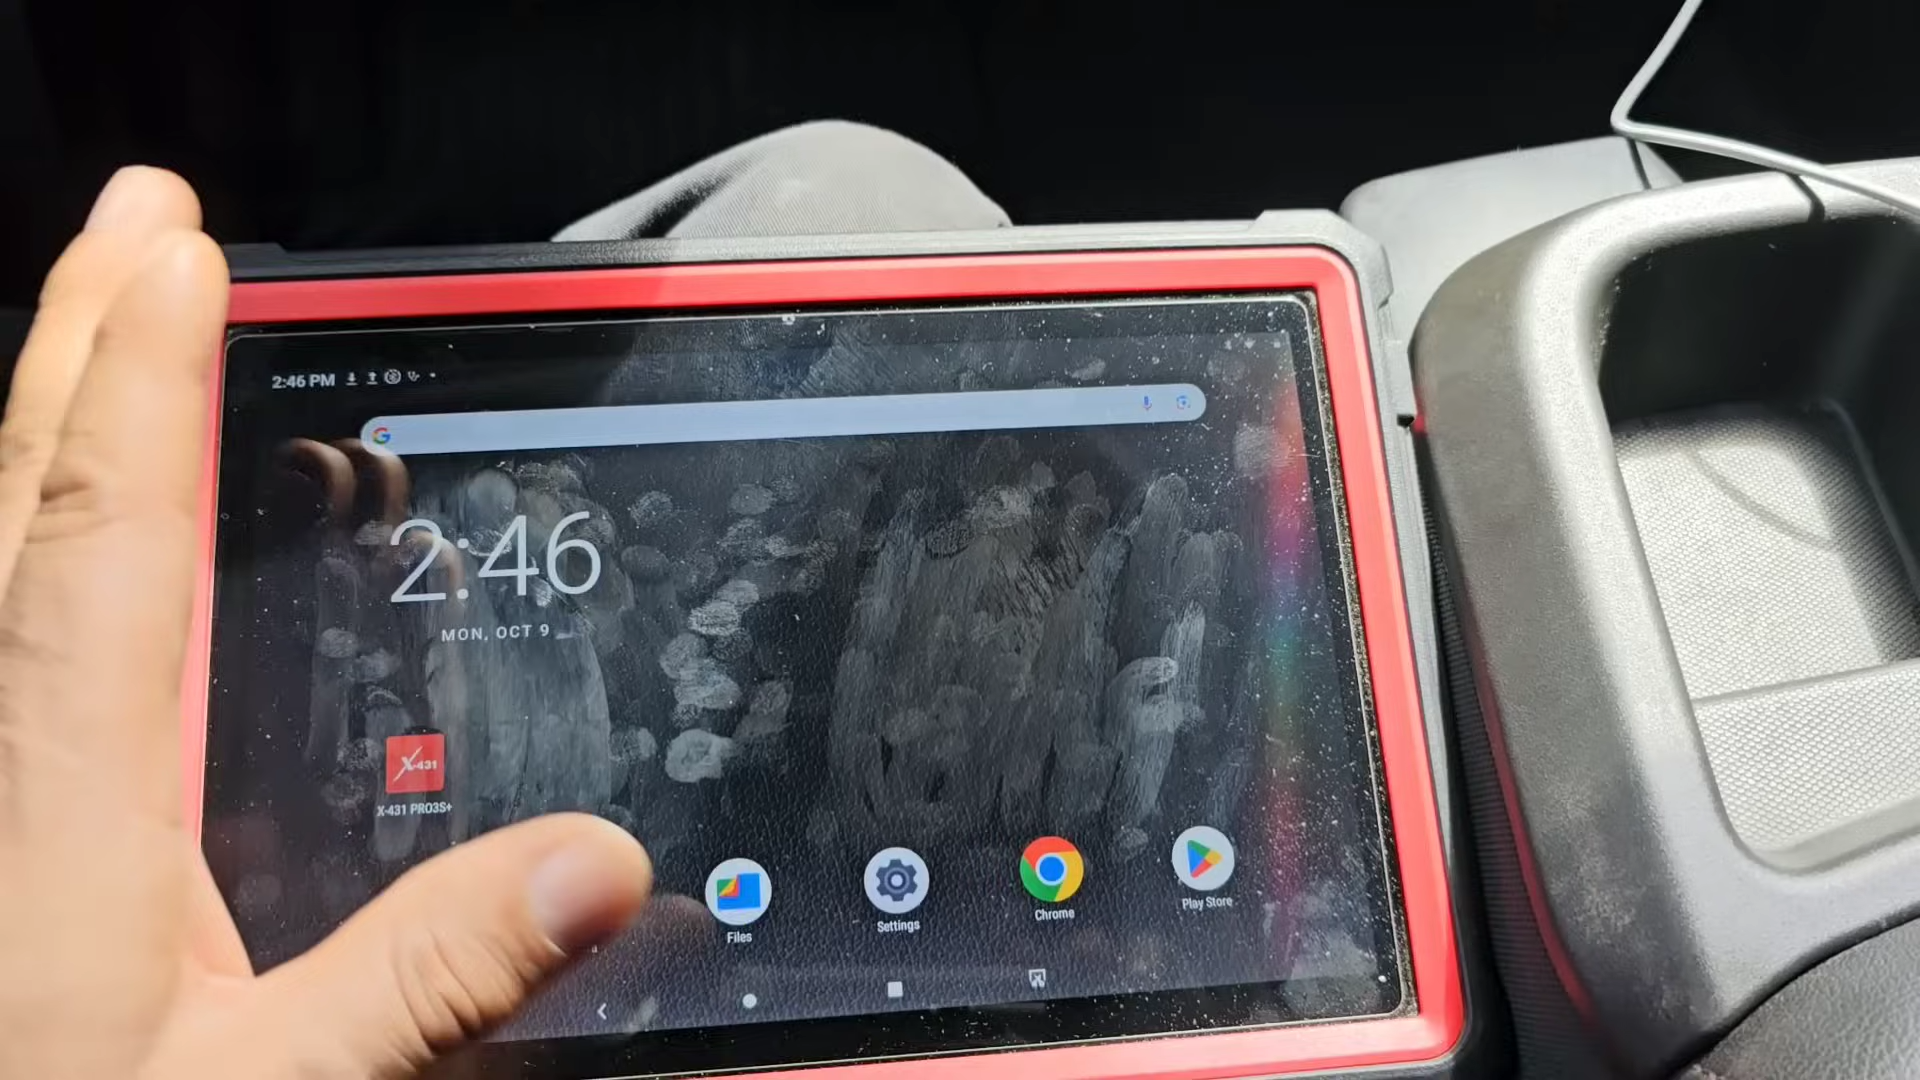 2:46 PM
2:46
MON, OCT 9
X-431
X-431 PRO3S+
Files
Settings
Chrome
Play Store